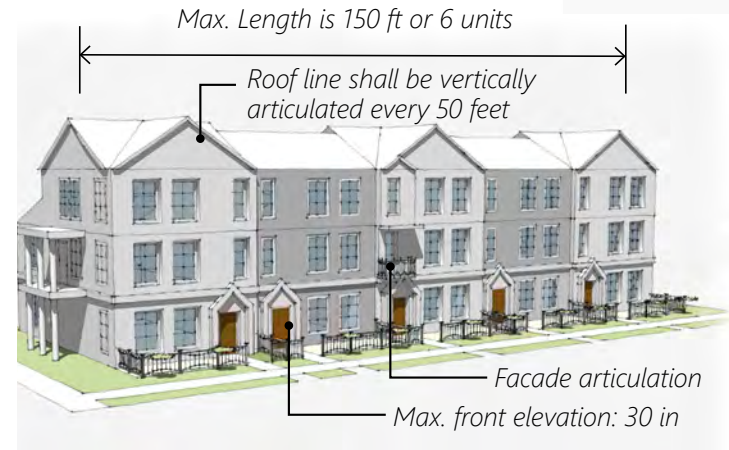 Max. Length is 150 ft or 6 units
Roof line shall be vertically
articulated every 50 feet
Facade articulation
Max. front elevation: 30 in